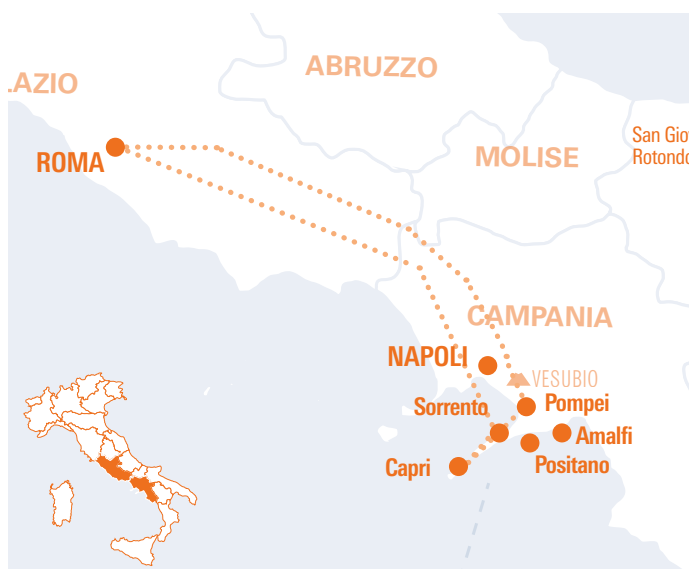 ABRUZZO
LAZIO
San Gio
Rotondo
MOLISE
ROMA
CAMPANIA
NAPOLI
VESUBIO
Pompei
Sorrento
Amalfi
Positano
Capri